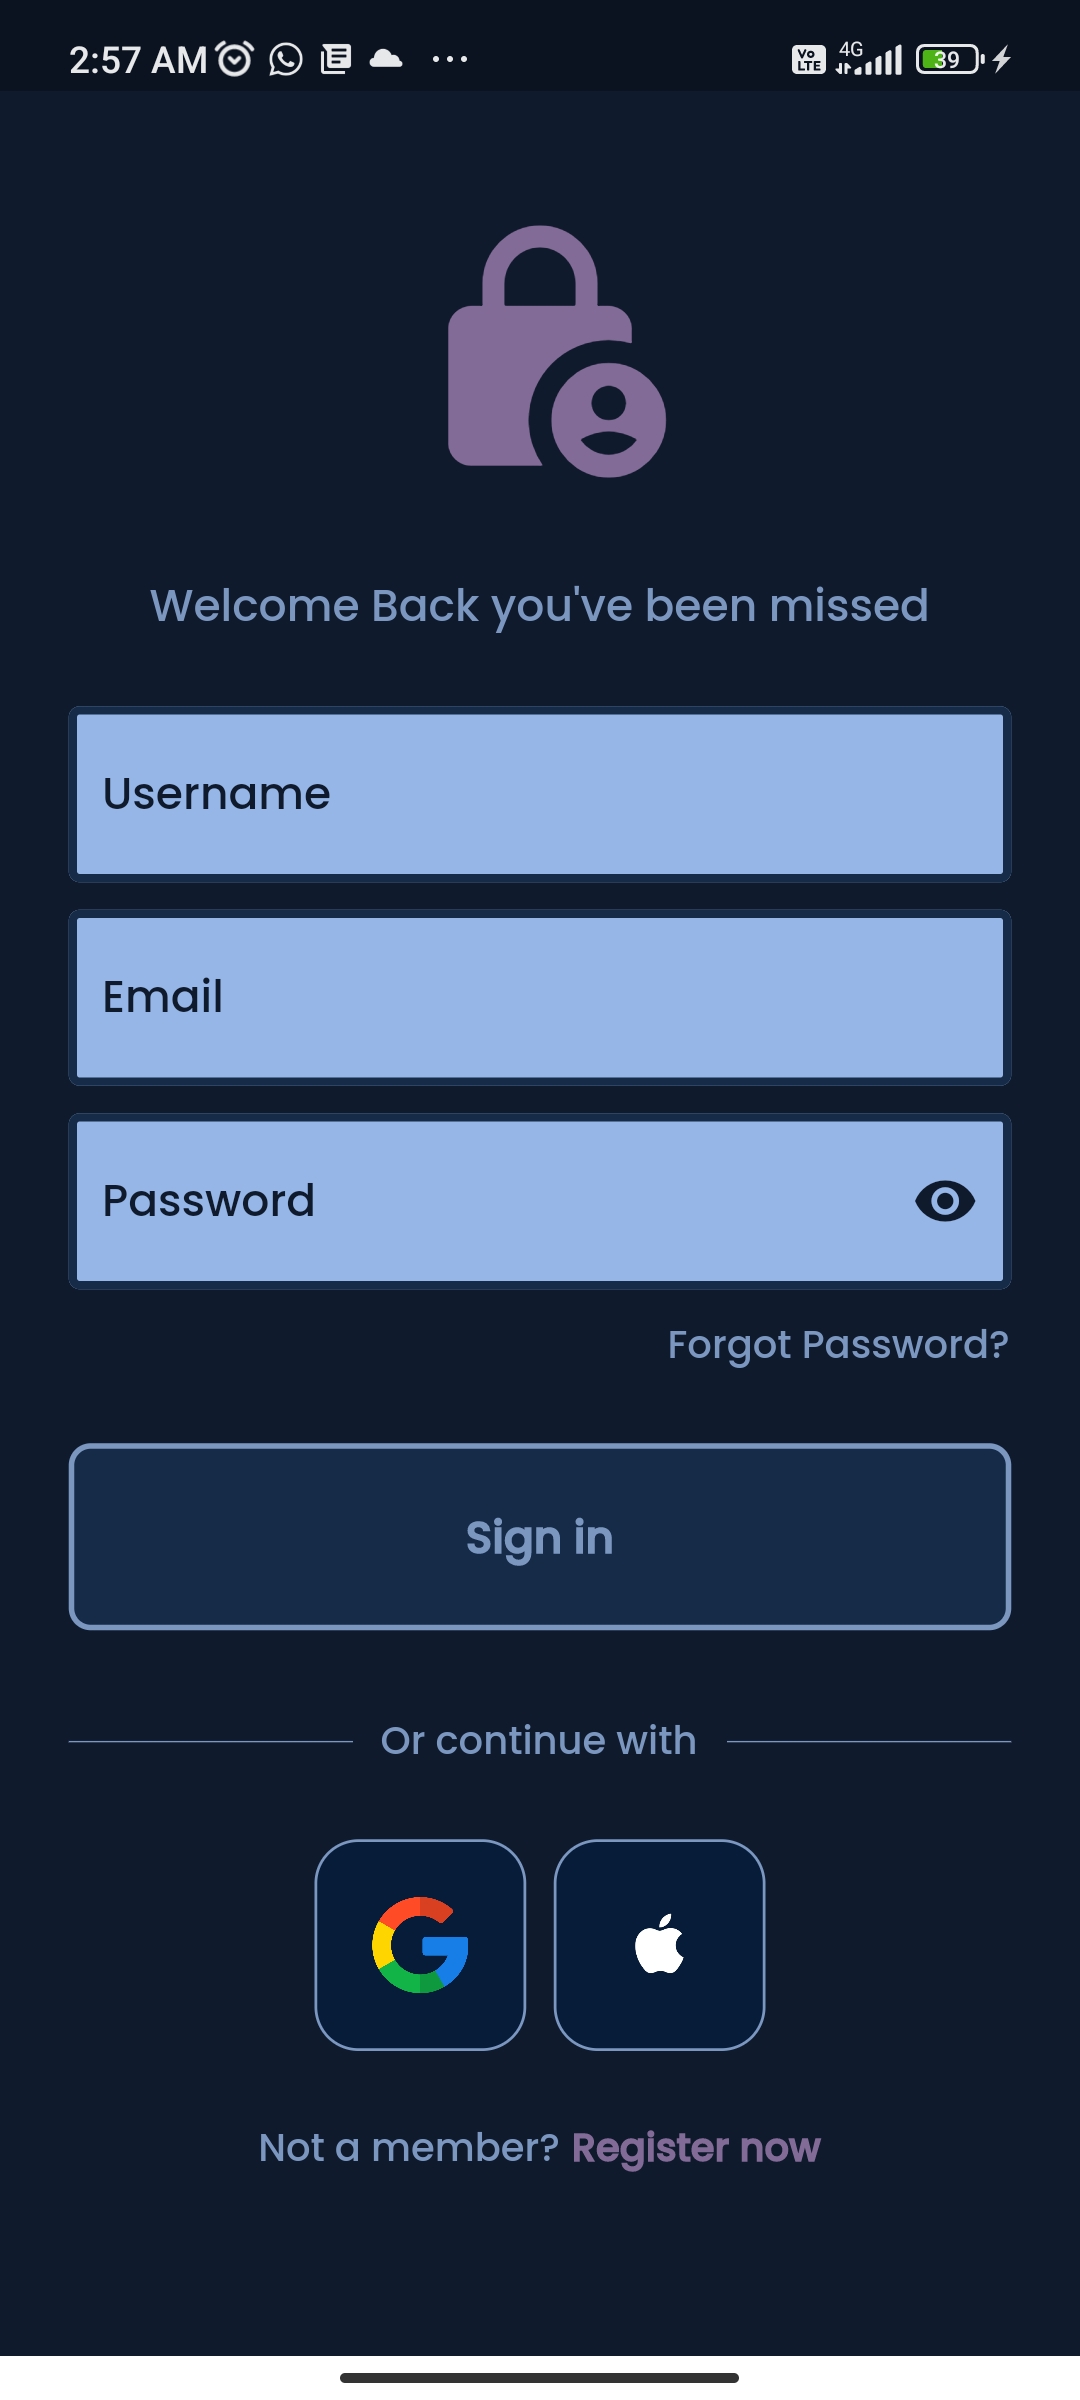 2:57 AM
Vo LTE 4G 39
Welcome Back you've been missed
Username
Email
Password
Forgot Password?
Sign in
Or continue with
Not a member? Register now